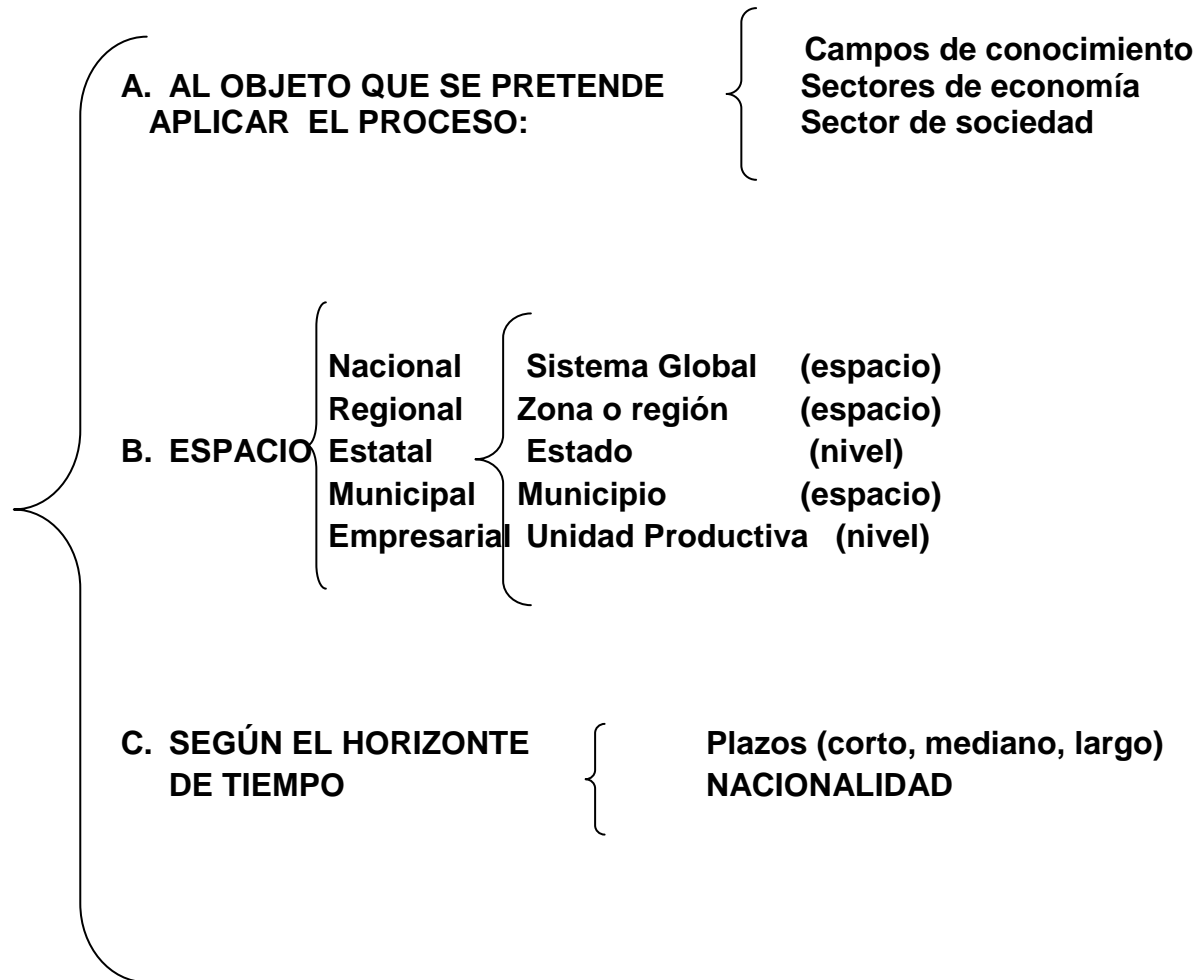 Campos de conocimiento
A. AL OBJETO QUE SE PRETENDE Sectores de economía
APLICAR EL PROCESO: Sector de sociedad
Nacional Sistema Global (espacio)
Regional Zona o región (espacio)
B. ESPACIO Estatal Estado (nivel)
Municipal Municipio (espacio)
Empresarial Unidad Productiva (nivel)
C. SEGÚN EL HORIZONTE Plazos (corto, mediano, largo)
DE TIEMPO NACIONALIDAD